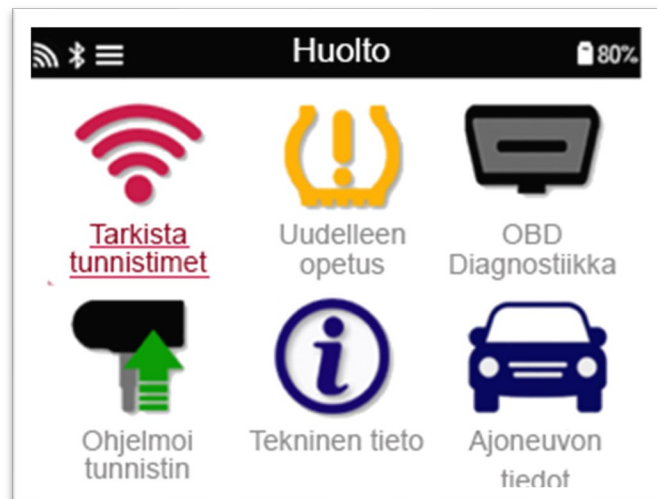 Huolto
80%
Tarkista
tunnistimet
Uudelleen
opetus
OBD
Diagnostiikka
Ohjelmoi
tunnistin
Tekninen tieto
Ajoneuvon
tiedot